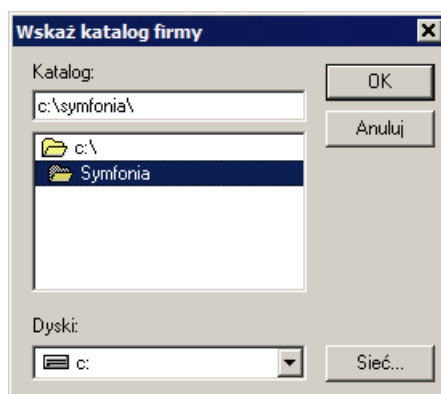 Wskaż katalog firmy
Katalog:
c:\symfonia\
c:\
Symfonia
OK
Anuluj
Dyski:
c:
Sieć...